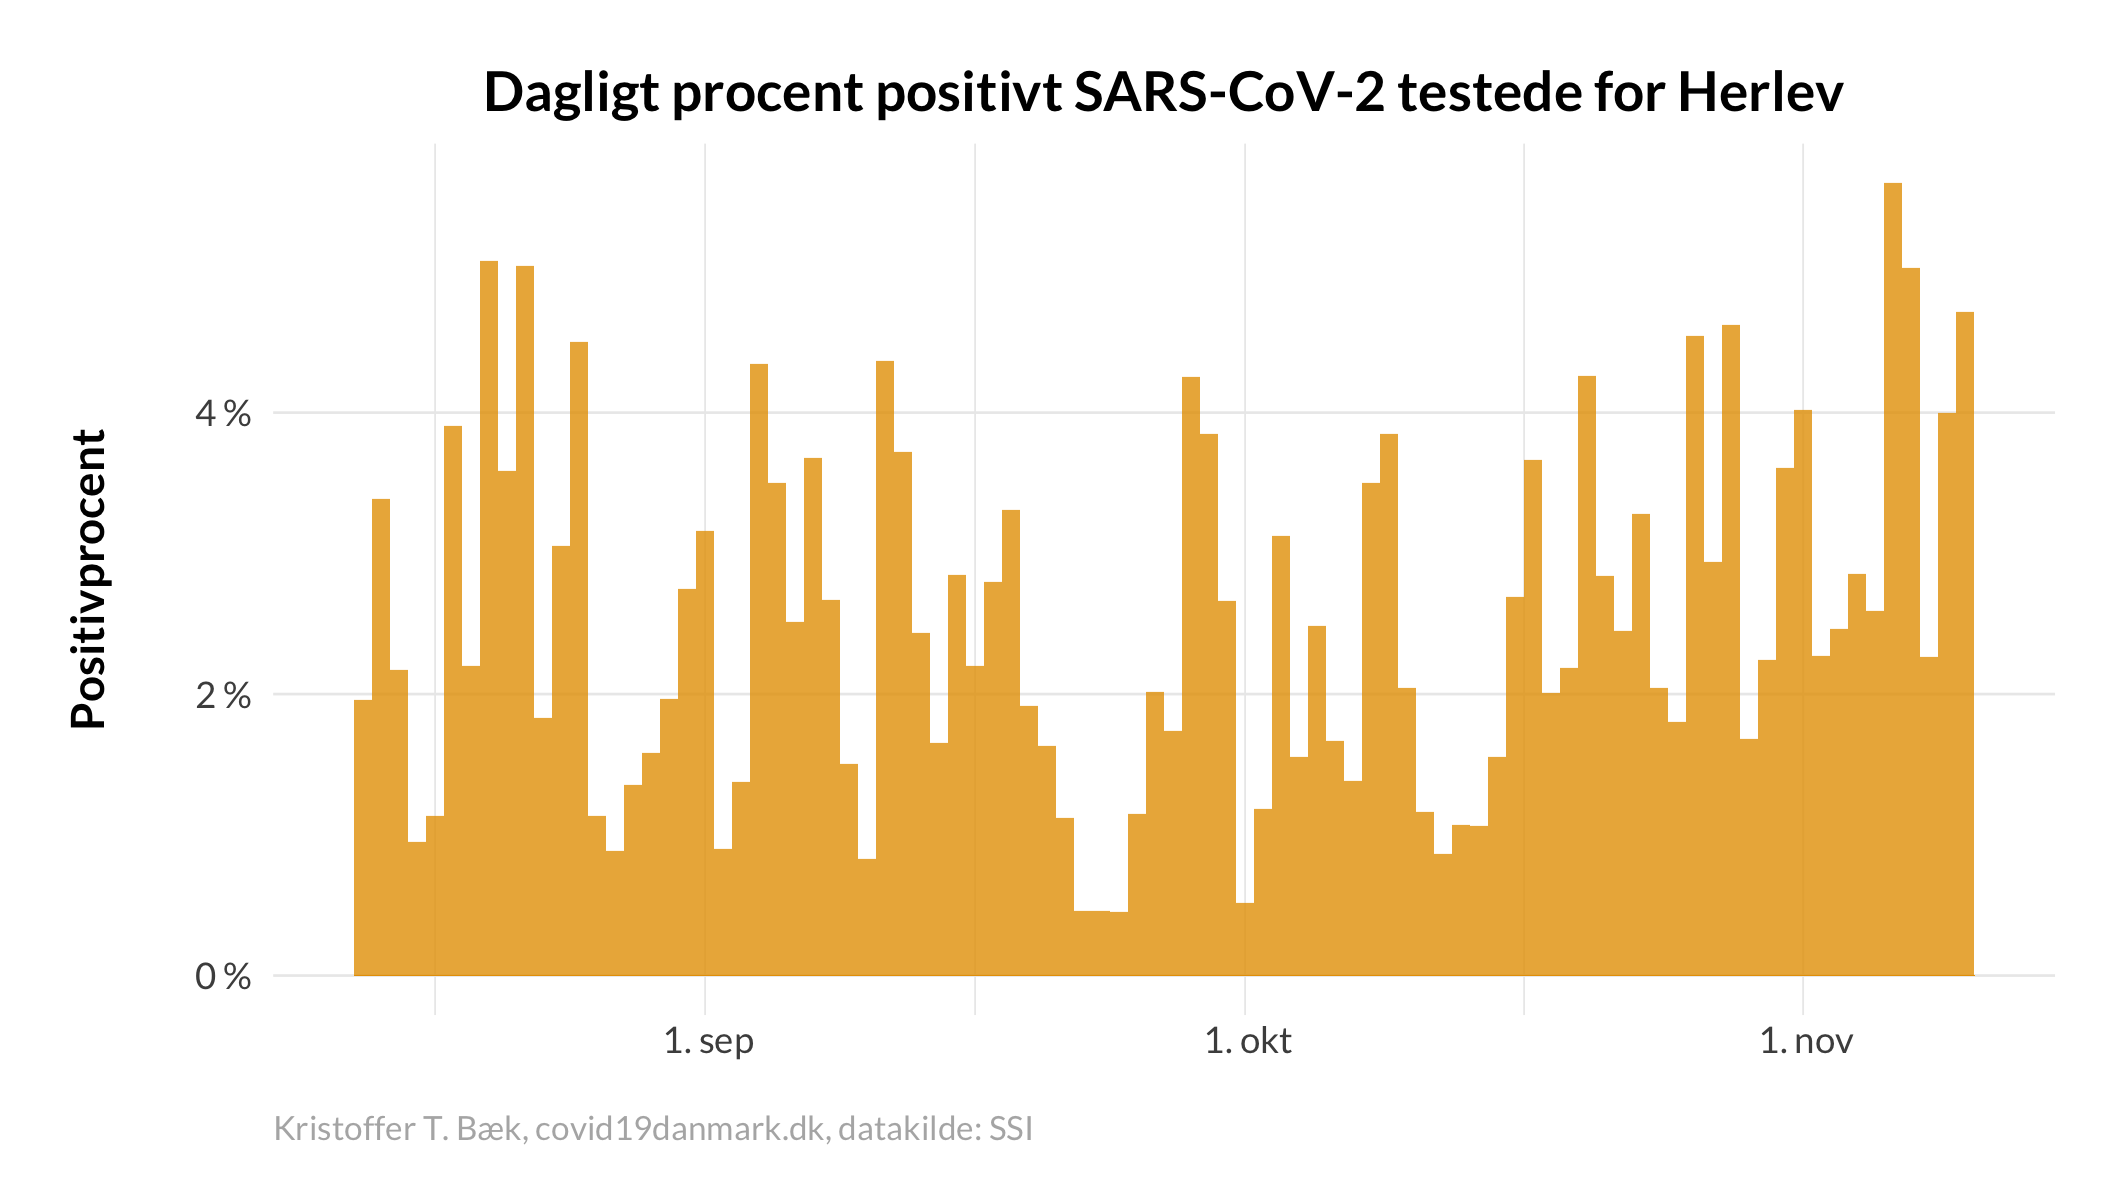 Dagligt procent positivt SARS-CoV-2 testede for Herlev
Positivprocent
4 %
2 %
0 %
1. sep
1. okt
1. nov
Kristoffer T. Bæk, covid19danmark.dk, datakilde: SSI